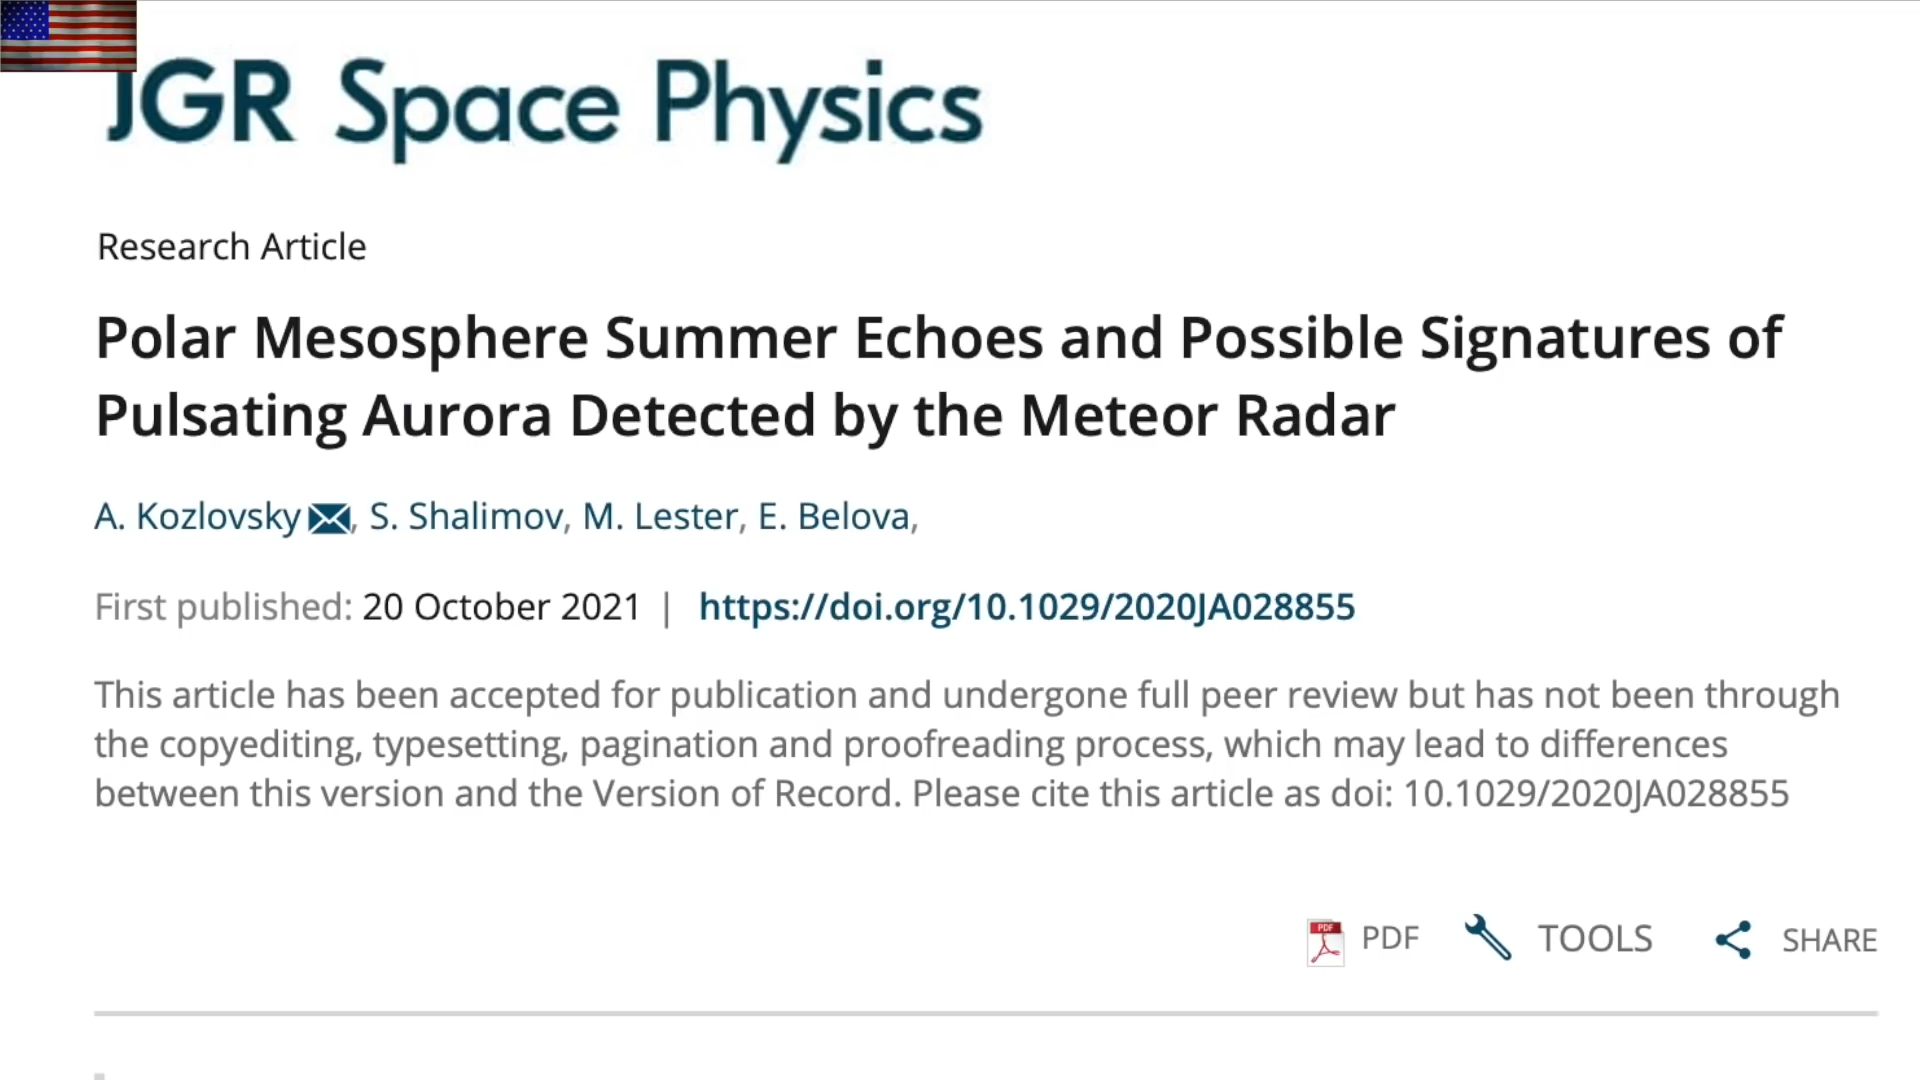 JGR Space Physics
Research Article
Polar Mesosphere Summer Echoes and Possible Signatures of
Pulsating Aurora Detected by the Meteor Radar
A. Kozlovsky, S. Shalimov, M. Lester, E. Belova,
First published: 20 October 2021 | https://doi.org/10.1029/2020JA028855
This article has been accepted for publication and undergone full peer review but has not been through
the copyediting, typesetting, pagination and proofreading process, which may lead to differences
between this version and the Version of Record. Please cite this article as doi: 10.1029/2020JA028855
PDF PDF TOOLS SHARE